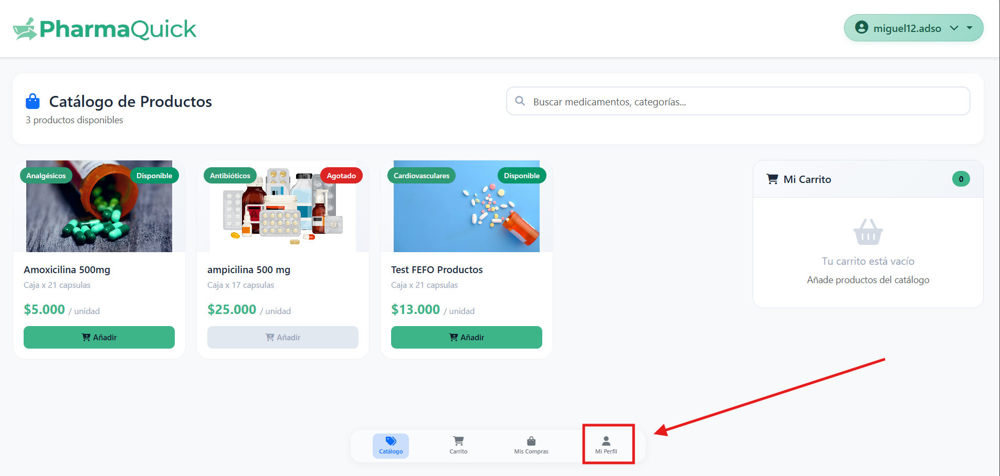 PharmaQuick
miguel12.adso
Catálogo de Productos
3 productos disponibles
Buscar medicamentos, categorías...
Analgésicos
Disponible
Antibióticos
Agotado
Cardiovasculares
Disponible
Amoxicilina 500mg
Caja x 21 capsulas
$5.000 / unidad
Añadir
ampicilina 500 mg
Caja x 17 capsulas
$25.000 / unidad
Añadir
Test FEFO Productos
Caja x 21 capsulas
$13.000 / unidad
Añadir
Mi Carrito
0
Tu carrito está vacío
Añade productos del catálogo
Catálogo
Carrito
Mis Compras
Mi Perfil